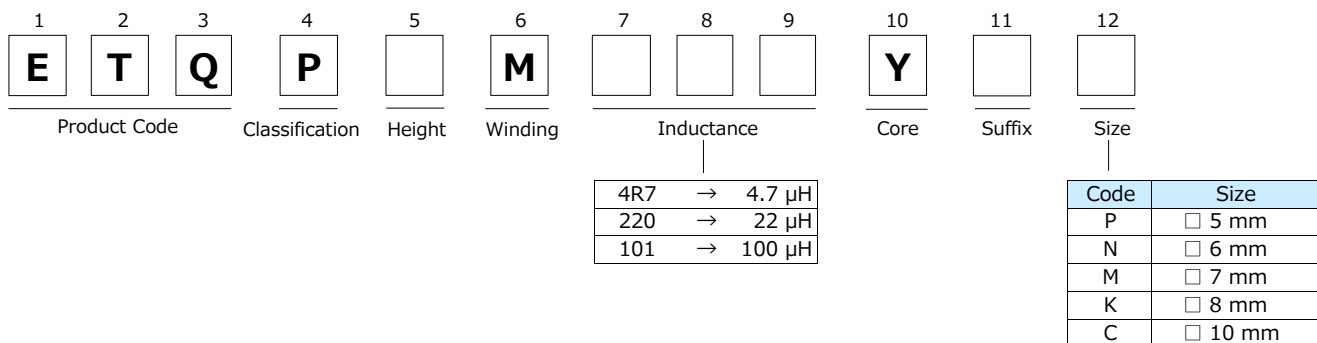 1 2 3 4 5 6 7 8 9 10 11 12
E T Q P M Y
Product Code Classification Height Winding Inductance Core Suffix Size
4R7 → 4.7 μH
220 → 22 μH
101 → 100 μH
Code Size
P □ 5 mm
N □ 6 mm
M □ 7 mm
K □ 8 mm
C □ 10 mm